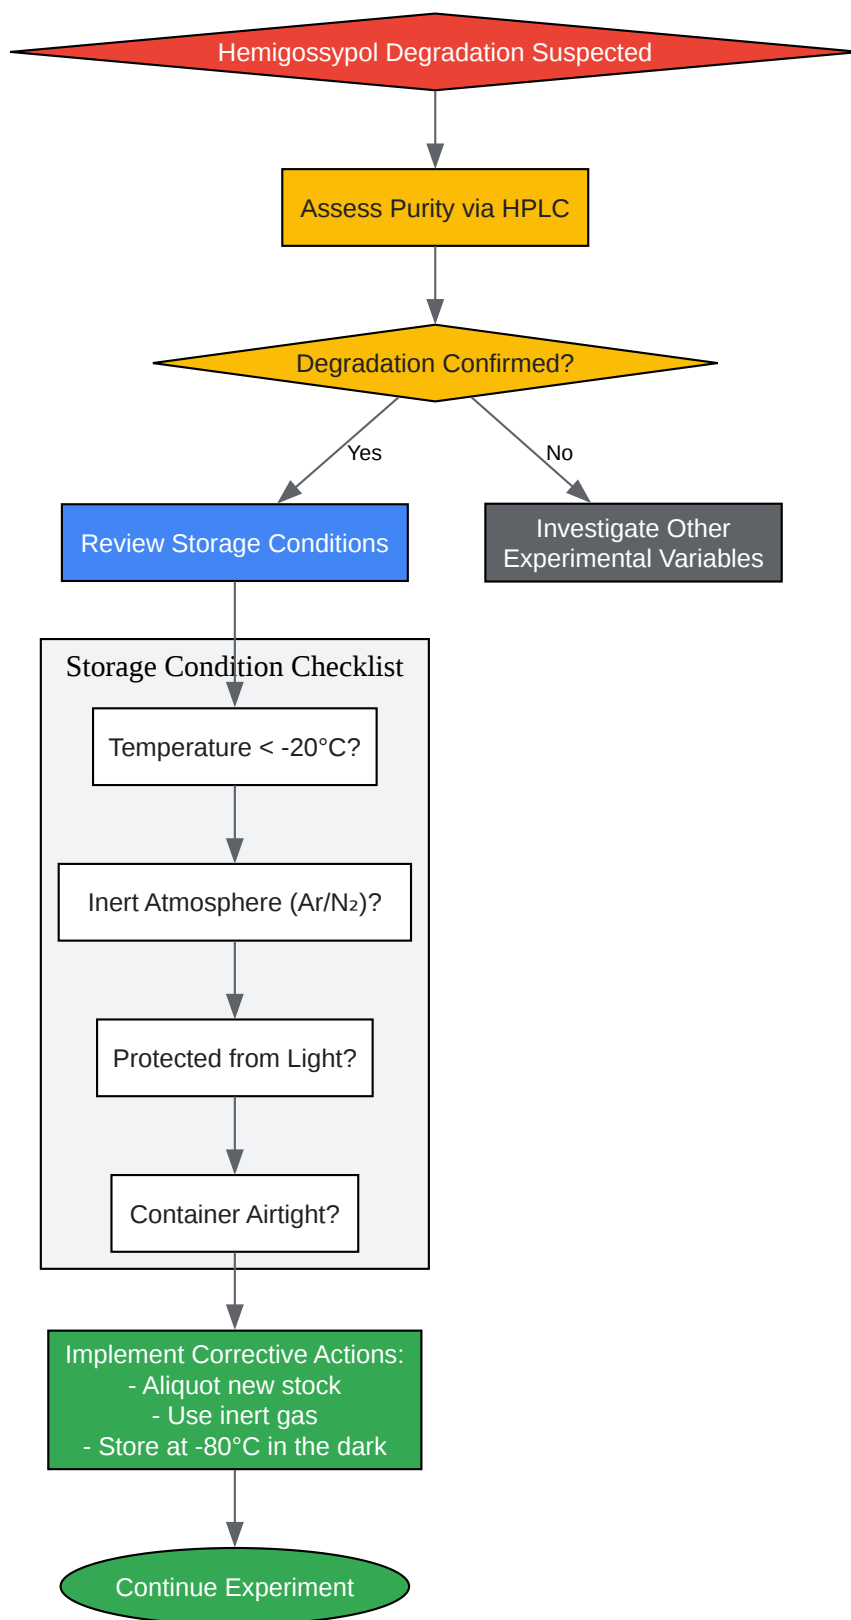 Hemigossypol Degradation Suspected
Assess Purity via HPLC
Degradation Confirmed?
Yes
No
Review Storage Conditions
Investigate Other
Experimental Variables
Storage Condition Checklist
Temperature < -20°C?
Inert Atmosphere (Ar/N₂)?
Protected from Light?
Container Airtight?
Implement Corrective Actions:
- Aliquot new stock
- Use inert gas
- Store at -80°C in the dark
Continue Experiment